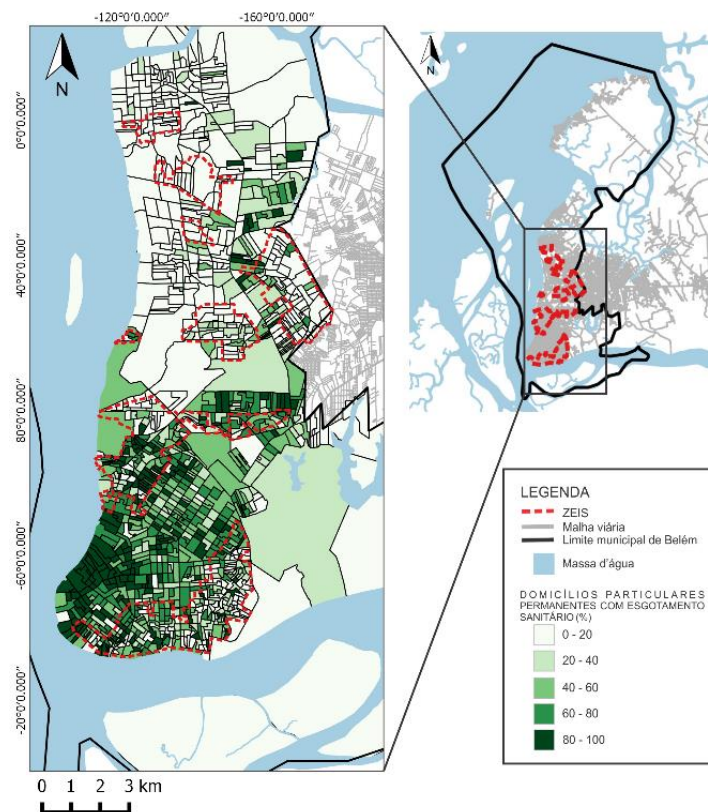 -120°0'0.000" -160°0'0.000"
N
N
0°0'0.000"
40°0'0.000"
80°0'0.000"
-60°0'0.000"
-20°0'0.000"
LEGENDA
ZEIS
Malha viária
Limite municipal de Belém
Massa d'água
DOMICÍLIOS PARTICULARES
PERMANENTES COM ESGOTAMENTO
SANITÁRIO (%)
0 - 20
20 - 40
40 - 60
60 - 80
80 - 100
0 1 2 3 km